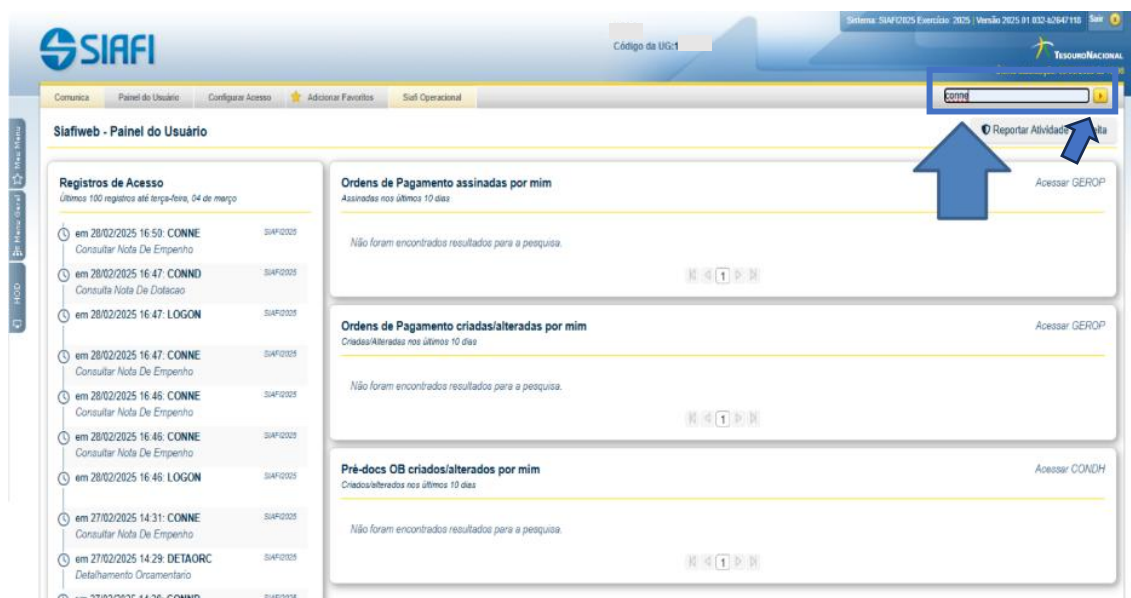 Sistema: SIAFI2025 Exercício: 2025 | Versão 2025.01.032-b2647118 Sair
SIAFI
Código da UG:1
TESOURONACIONAL
Comunica Painel do Usuário Configurar Acesso Adicionar Favoritos Siafi Operacional
conne
Siafiweb - Painel do Usuário
Reportar Atividade
Meu Menu
Menu Geral
MOD
Registros de Acesso
Últimos 100 registros até terça-feira, 04 de março
em 28/02/2025 16:50: CONNE SIAFI2025
Consultar Nota De Empenho
em 28/02/2025 16:47: CONND SIAFI2025
Consulta Nota De Dotacao
em 28/02/2025 16:47: LOGON SIAFI2025
em 28/02/2025 16:47: CONNE SIAFI2025
Consultar Nota De Empenho
em 28/02/2025 16:46: CONNE SIAFI2025
Consultar Nota De Empenho
em 28/02/2025 16:46: CONNE SIAFI2025
Consultar Nota De Empenho
em 28/02/2025 16:46: LOGON SIAFI2025
em 27/02/2025 14:31: CONNE SIAFI2025
Consultar Nota De Empenho
em 27/02/2025 14:29: DETAORC SIAFI2025
Detalhamento Orcamentario
Ordens de Pagamento assinadas por mim Acessar GEROP
Assinadas nos últimos 10 dias
Não foram encontrados resultados para a pesquisa.
1
Ordens de Pagamento criadas/alteradas por mim Acessar GEROP
Criadas/Alteradas nos últimos 10 dias
Não foram encontrados resultados para a pesquisa.
1
Pré-docs OB criados/alterados por mim Acessar CONDH
Criados/alterados nos últimos 10 dias
Não foram encontrados resultados para a pesquisa.
1